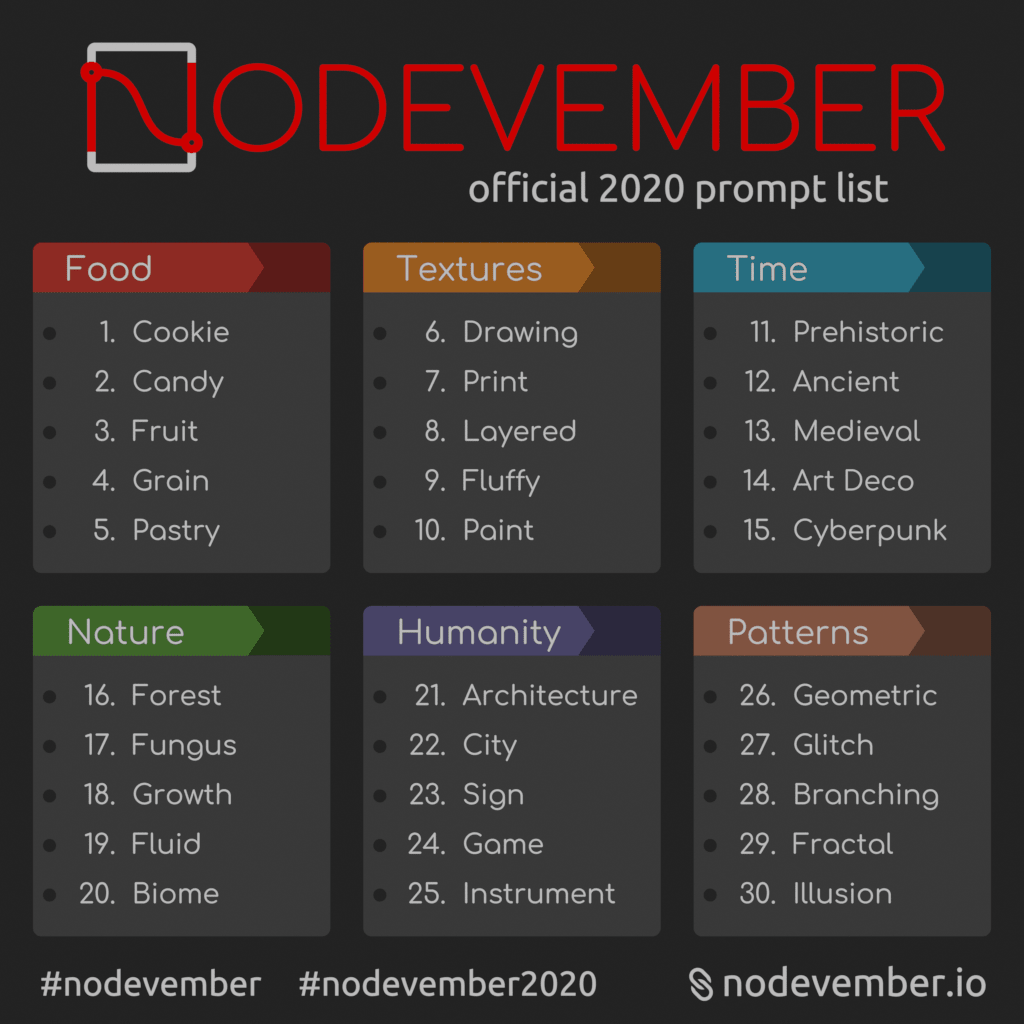 NODEVEMBER
official 2020 prompt list
Food
1. Cookie
2. Candy
3. Fruit
4. Grain
5. Pastry
Textures
6. Drawing
7. Print
8. Layered
9. Fluffy
10. Paint
Time
11. Prehistoric
12. Ancient
13. Medieval
14. Art Deco
15. Cyberpunk
Nature
16. Forest
17. Fungus
18. Growth
19. Fluid
20. Biome
Humanity
21. Architecture
22. City
23. Sign
24. Game
25. Instrument
Patterns
26. Geometric
27. Glitch
28. Branching
29. Fractal
30. Illusion
#nodevember #nodevember2020 nodevember.io